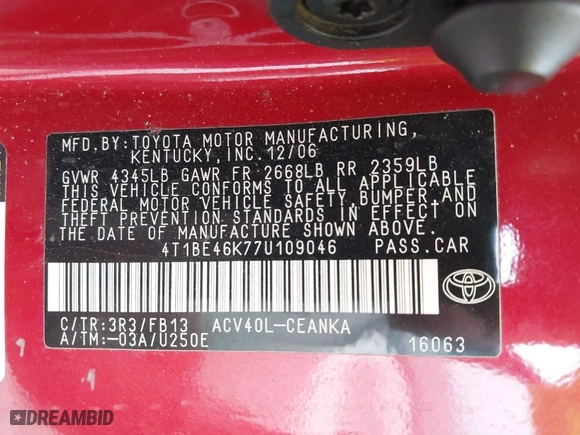 MFD.BY:TOYOTA MOTOR MANUFACTURING,
KENTUCKY,INC.12/06
GVWR 4345LB GAWR FR 2668LB RR 2359LB
THIS VEHICLE CONFORMS TO ALL APPLICABLE
FEDERAL MOTOR VEHICLE SAFETY,BUMPER,AND
THEFT PREVENTION STANDARDS IN EFFECT ON
THE DATE OF MANUFACTURE SHOWN ABOVE.
4T1BE46K77U109046 PASS.CAR
C/TR:3R3/FB13 ACV40L-CEANKA
A/TM:-03A/U250E 16063
DREAMBID